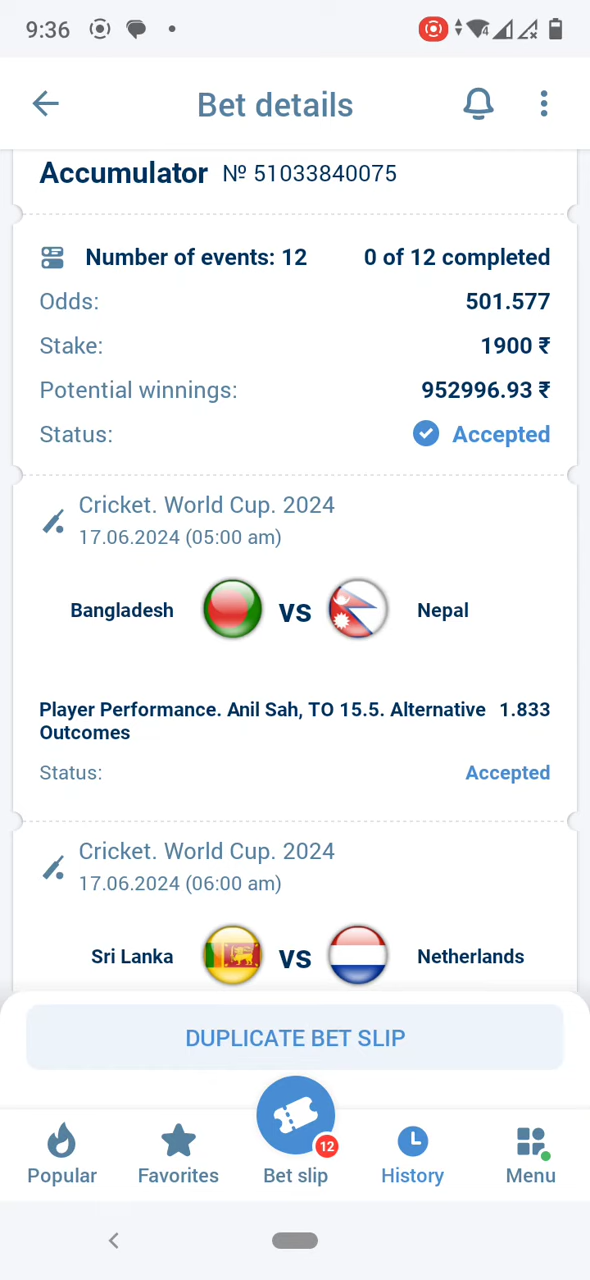 9:36
4
Bet details
Accumulator № 51033840075
Number of events: 12 0 of 12 completed
Odds: 501.577
Stake: 1900 ₹
Potential winnings: 952996.93 ₹
Status: Accepted
Cricket. World Cup. 2024
17.06.2024 (05:00 am)
Bangladesh vs Nepal
Player Performance. Anil Sah, TO 15.5. Alternative 1.833
Outcomes
Status: Accepted
Cricket. World Cup. 2024
17.06.2024 (06:00 am)
Sri Lanka vs Netherlands
DUPLICATE BET SLIP
12
Popular Favorites Bet slip History Menu